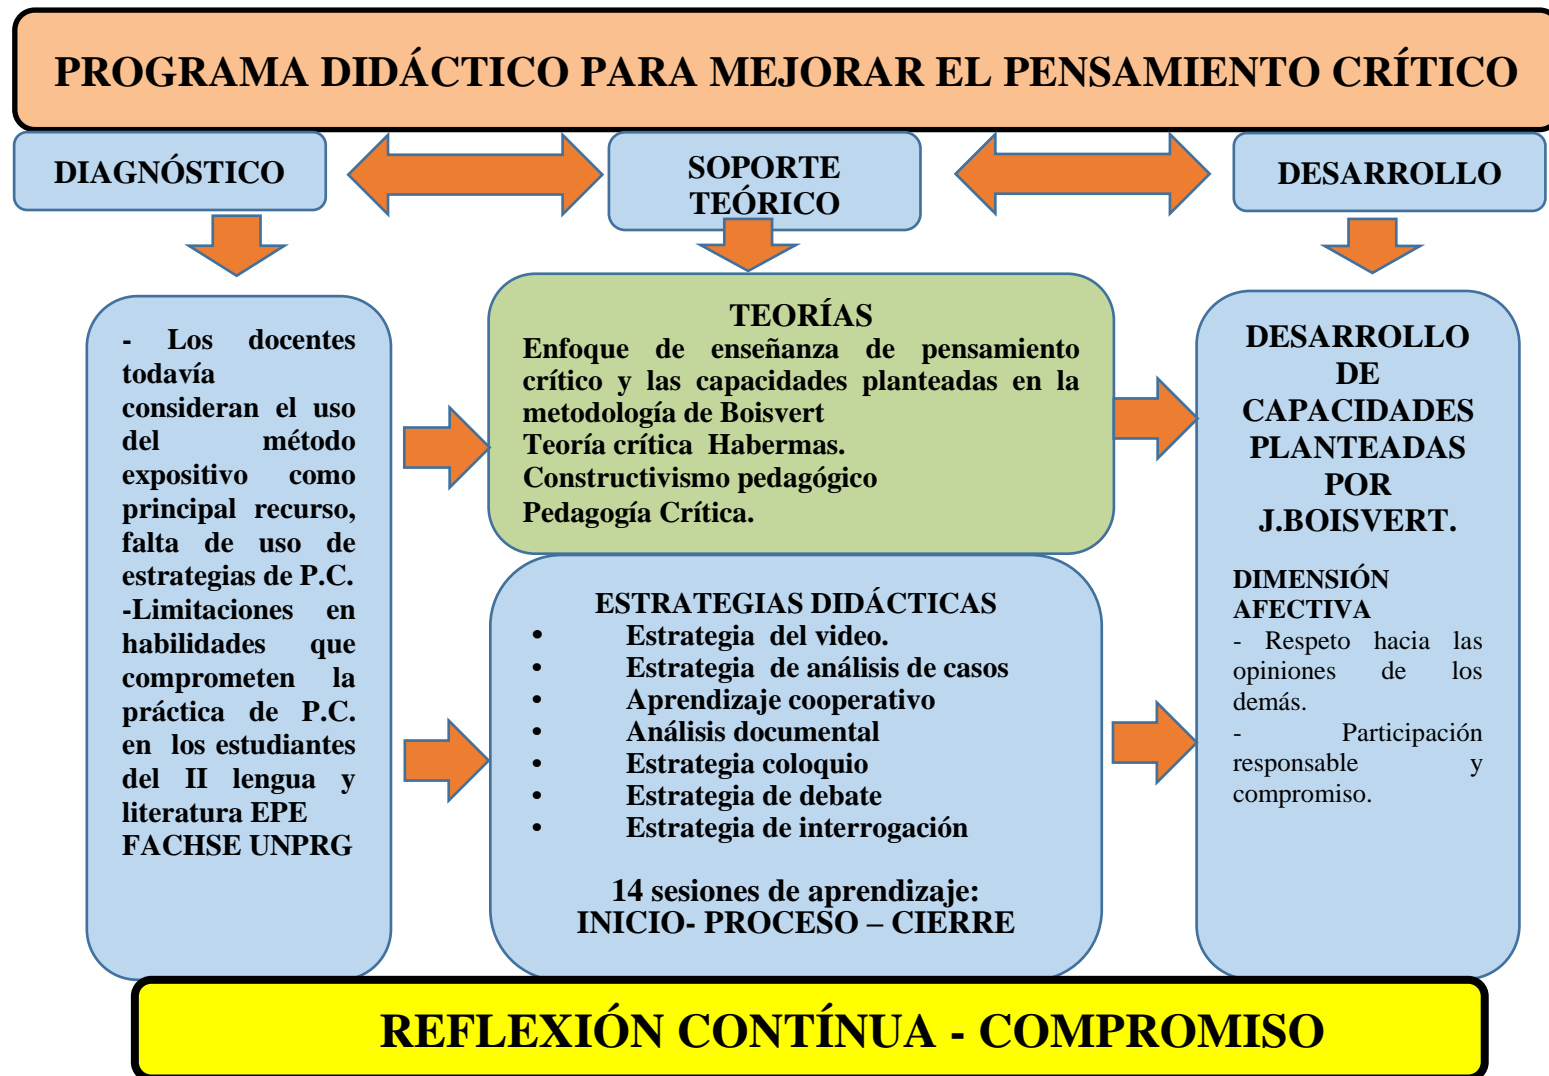 PROGRAMA DIDÁCTICO PARA MEJORAR EL PENSAMIENTO CRÍTICO
DIAGNÓSTICO
SOPORTE
TEÓRICO
DESARROLLO
- Los docentes
todavía
consideran el uso
del método
expositivo como
principal recurso,
falta de uso de
estrategias de P.C.
-Limitaciones en
habilidades que
comprometen la
práctica de P.C.
en los estudiantes
del II lengua y
literatura EPE
FACHSE UNPRG
TEORÍAS
Enfoque de enseñanza de pensamiento
crítico y las capacidades planteadas en la
metodología de Boisvert
Teoría crítica Habermas.
Constructivismo pedagógico
Pedagogía Crítica.
ESTRATEGIAS DIDÁCTICAS
• Estrategia del video.
• Estrategia de análisis de casos
• Aprendizaje cooperativo
• Análisis documental
• Estrategia coloquio
• Estrategia de debate
• Estrategia de interrogación
14 sesiones de aprendizaje:
INICIO- PROCESO – CIERRE
DESARROLLO
DE
CAPACIDADES
PLANTEADAS
POR
J.BOISVERT.
DIMENSIÓN
AFECTIVA
- Respeto hacia las
opiniones de los
demás.
- Participación
responsable y
compromiso.
REFLEXIÓN CONTÍNUA - COMPROMISO